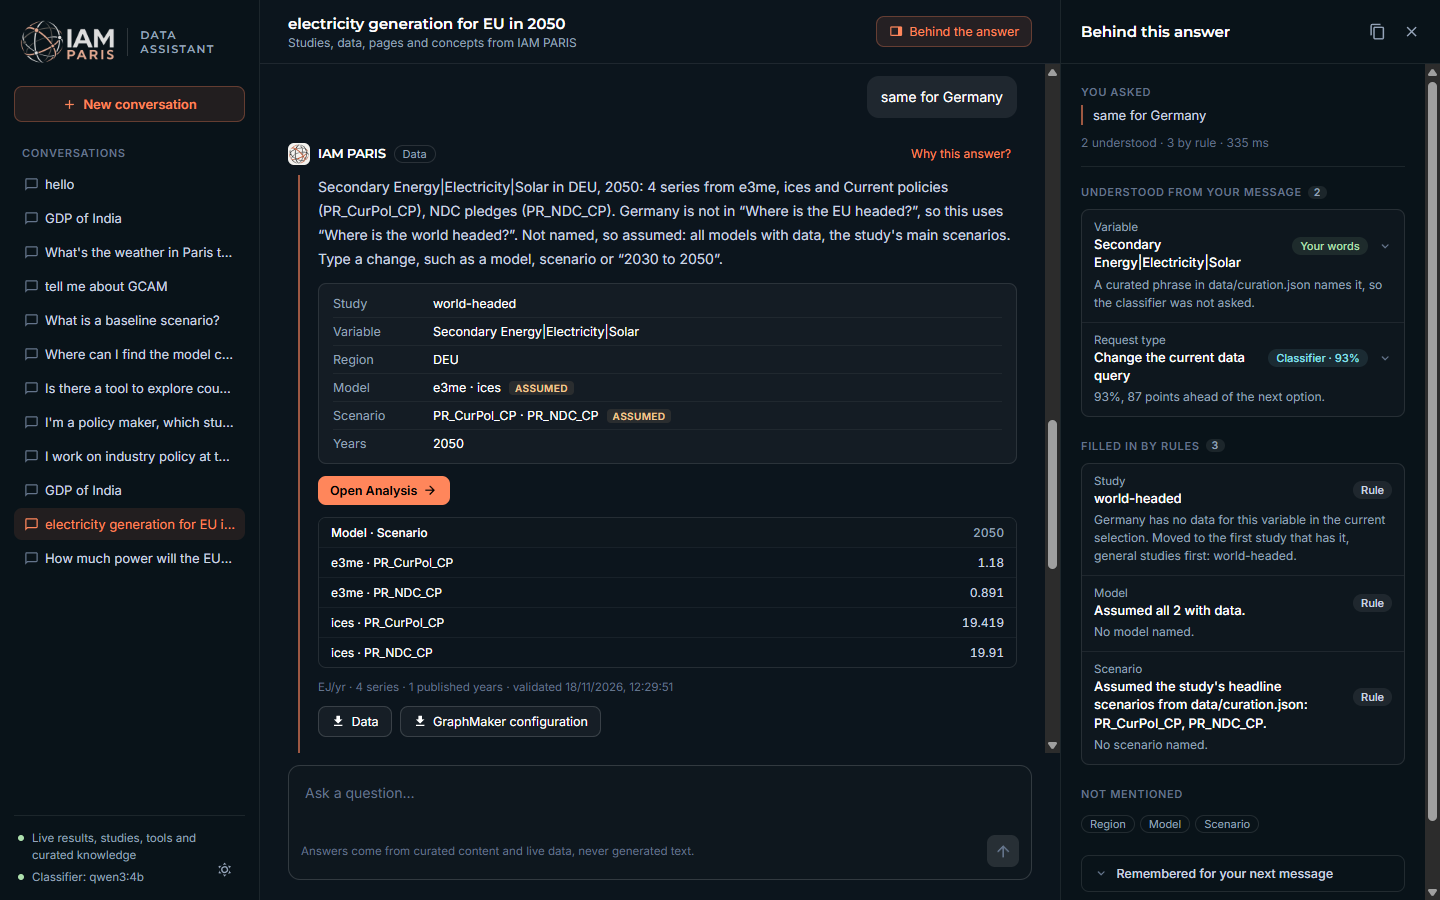 IAM
PARIS
DATA
ASSISTANT
+ New conversation
CONVERSATIONS
hello
GDP of India
What's the weather in Paris t...
tell me about GCAM
What is a baseline scenario?
Where can I find the model c...
Is there a tool to explore cou...
I'm a policy maker, which stu...
I work on industry policy at t...
GDP of India
electricity generation for EU i...
How much power will the EU...
Live results, studies, tools and
curated knowledge
Classifier: qwen3:4b
electricity generation for EU in 2050
Studies, data, pages and concepts from IAM PARIS
Behind the answer
same for Germany
IAM PARIS Data
Why this answer?
Secondary Energy|Electricity|Solar in DEU, 2050: 4 series from e3me, ices and Current policies
(PR_CurPol_CP), NDC pledges (PR_NDC_CP). Germany is not in “Where is the EU headed?”, so this uses
“Where is the world headed?”. Not named, so assumed: all models with data, the study's main scenarios.
Type a change, such as a model, scenario or “2030 to 2050”.
Study world-headed
Variable Secondary Energy|Electricity|Solar
Region DEU
Model e3me · ices ASSUMED
Scenario PR_CurPol_CP · PR_NDC_CP ASSUMED
Years 2050
Open Analysis →
Model · Scenario 2050
e3me · PR_CurPol_CP 1.18
e3me · PR_NDC_CP 0.891
ices · PR_CurPol_CP 19.419
ices · PR_NDC_CP 19.91
EJ/yr · 4 series · 1 published years · validated 18/11/2026, 12:29:51
Data
GraphMaker configuration
Ask a question...
Answers come from curated content and live data, never generated text.
Behind this answer
YOU ASKED
same for Germany
2 understood · 3 by rule · 335 ms
UNDERSTOOD FROM YOUR MESSAGE 2
Variable
Secondary
Energy|Electricity|Solar
Your words
A curated phrase in data/curation.json names it, so
the classifier was not asked.
Request type
Change the current data
query
Classifier · 93%
93%, 87 points ahead of the next option.
FILLED IN BY RULES 3
Study
world-headed
Rule
Germany has no data for this variable in the current
selection. Moved to the first study that has it,
general studies first: world-headed.
Model
Assumed all 2 with data.
Rule
No model named.
Scenario
Assumed the study's headline
scenarios from data/curation.json:
PR_CurPol_CP, PR_NDC_CP.
Rule
No scenario named.
NOT MENTIONED
Region
Model
Scenario
Remembered for your next message